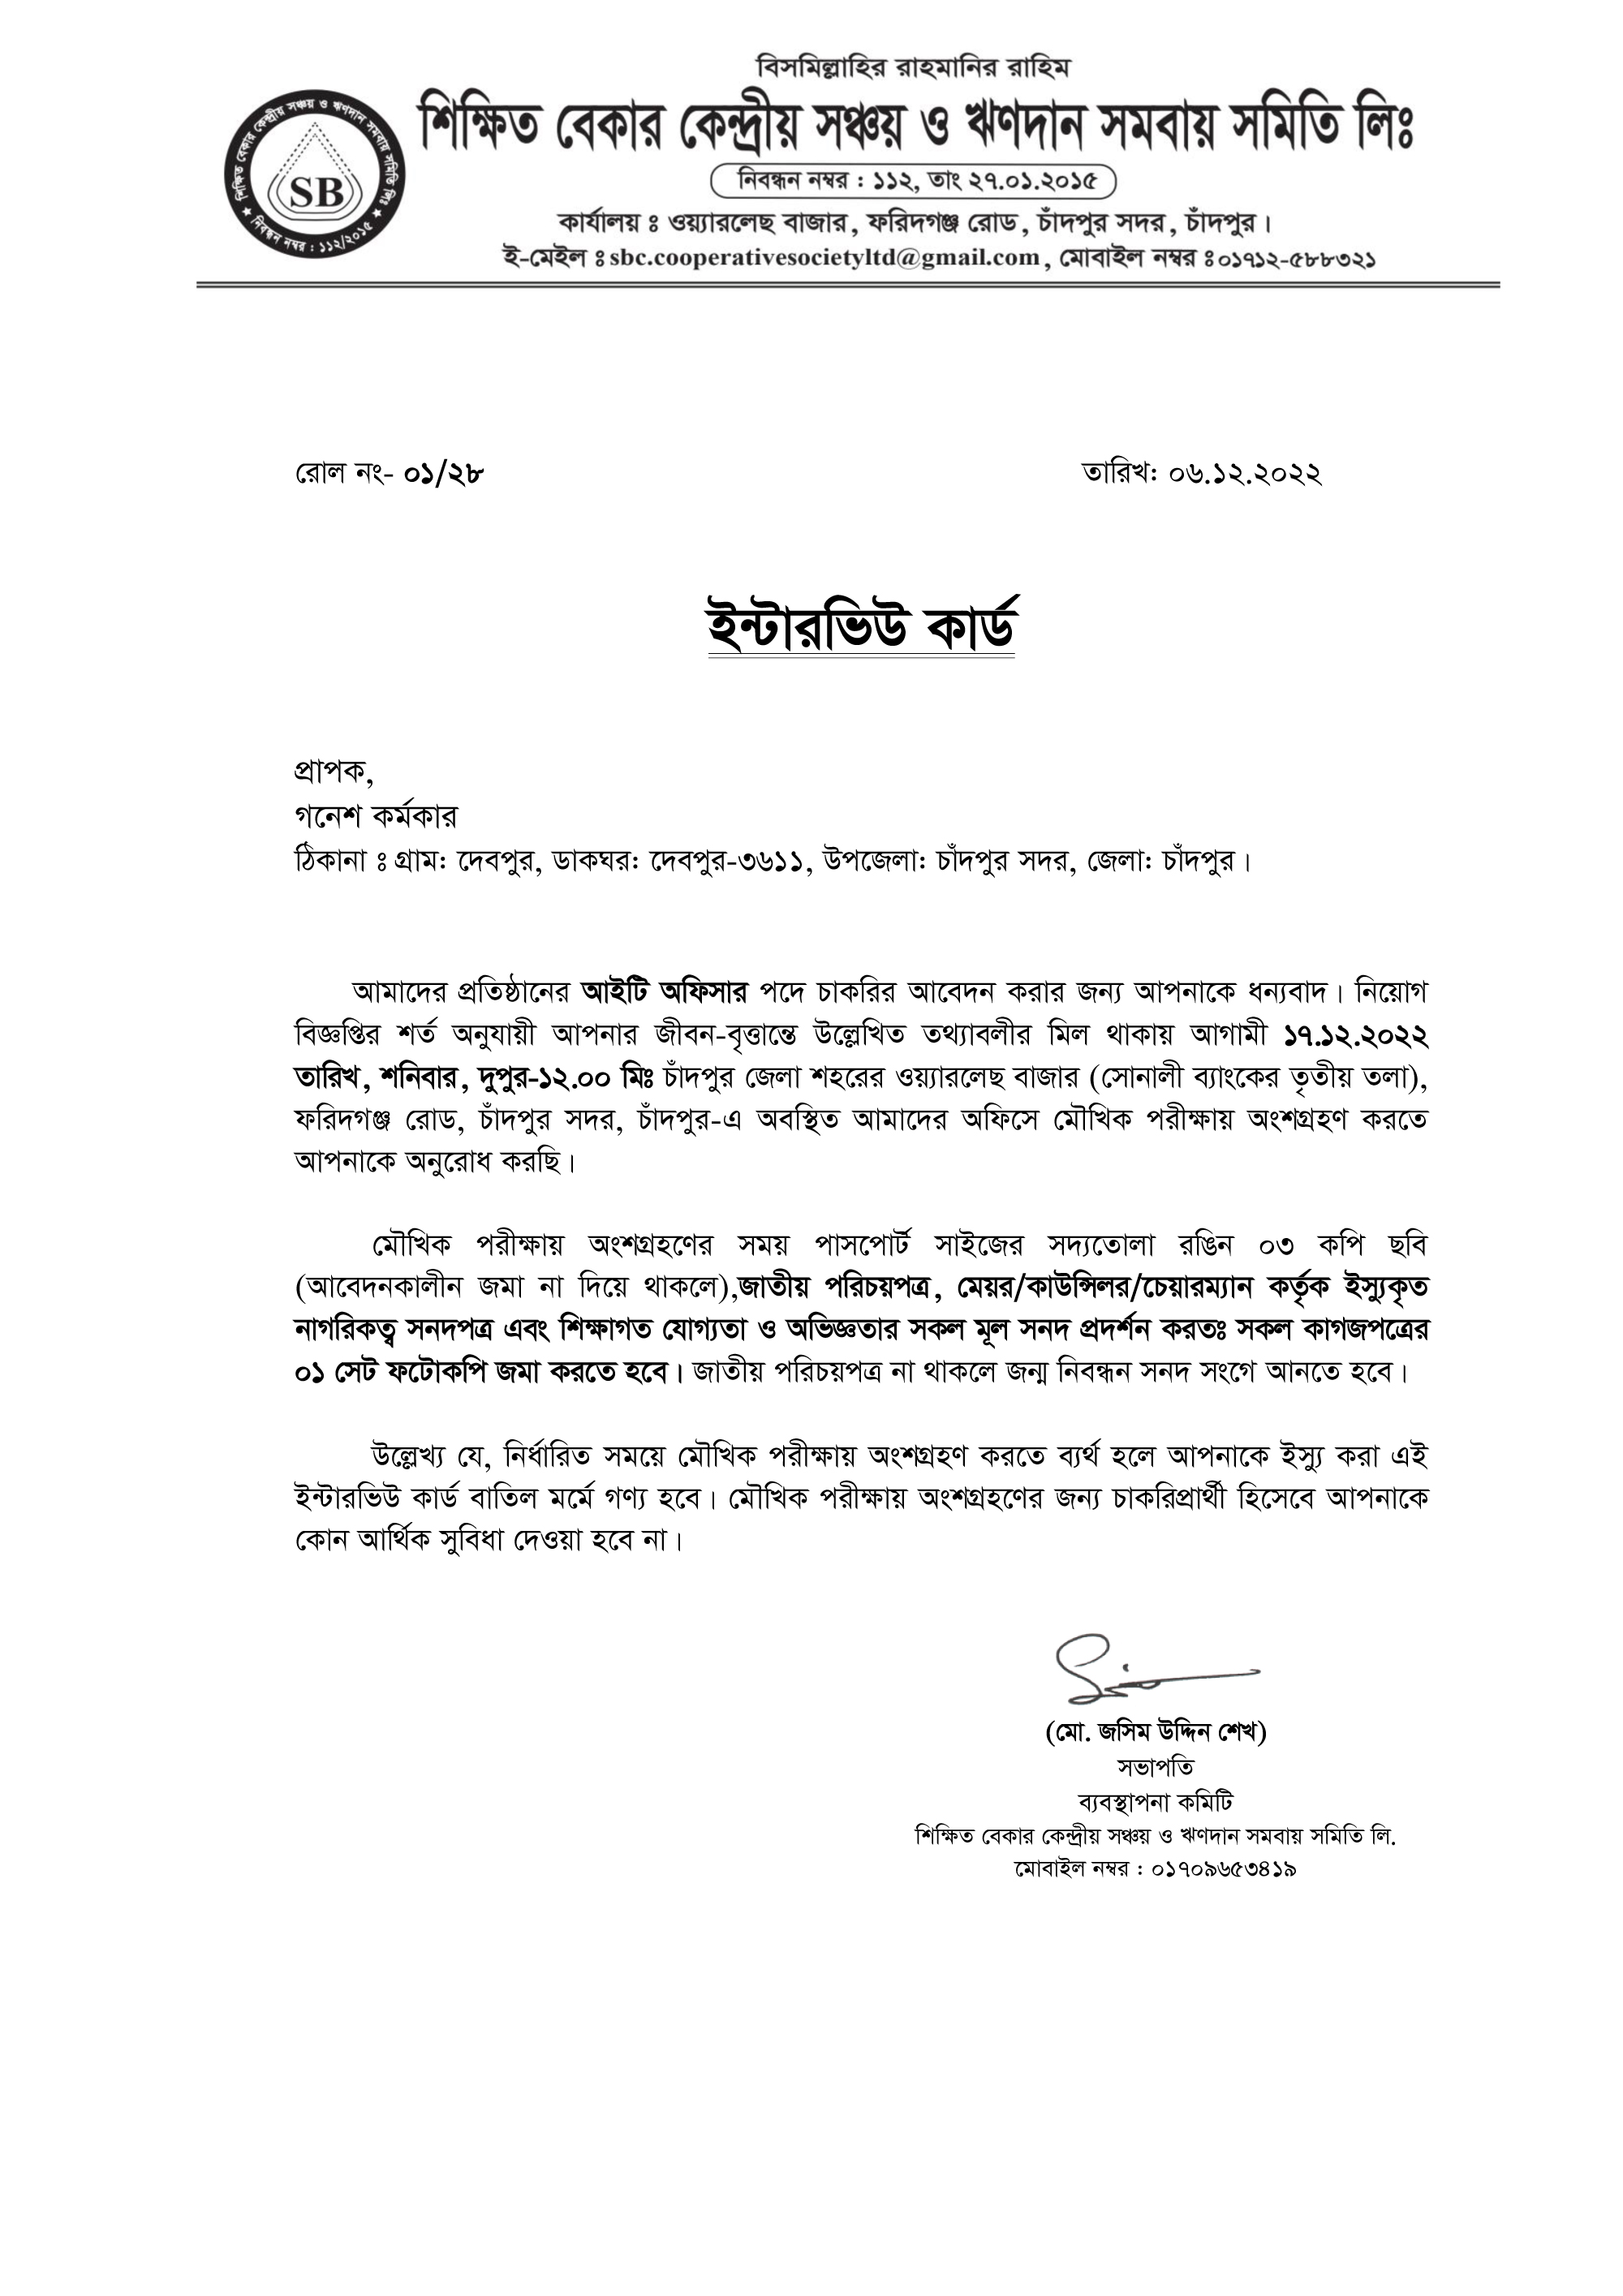 বিসমিল্লাহির রাহমানির রাহিম
শিক্ষিত বেকার কেন্দ্রীয় সঞ্চয় ও ঋণদান সমবায় সমিতি লিঃ
শিক্ষিত বেকার কেন্দ্রীয় সঞ্চয় ও ঋণদান সমবায় সমিতি লিঃ
SB
★ নিবন্ধন নম্বর : ১১২/২০১৫ ★
নিবন্ধন নম্বর : ১১২, তাং ২৭.০১.২০১৫
কার্যালয় ঃ ওয়্যারলেছ বাজার, ফরিদগঞ্জ রোড, চাঁদপুর সদর, চাঁদপুর।
ই-মেইল ঃ sbc.cooperativesocietyltd@gmail.com, মোবাইল নম্বর ঃ ০১৭১২-৫৮৮৩২১
রোল নং- ০১/২৮ তারিখ: ০৬.১২.২০২২
ইন্টারভিউ কার্ড
প্রাপক,
গনেশ কর্মকার
ঠিকানা ঃ গ্রাম: দেবপুর, ডাকঘর: দেবপুর-৩৬১১, উপজেলা: চাঁদপুর সদর, জেলা: চাঁদপুর।
আমাদের প্রতিষ্ঠানের আইটি অফিসার পদে চাকরির আবেদন করার জন্য আপনাকে ধন্যবাদ। নিয়োগ
বিজ্ঞপ্তির শর্ত অনুযায়ী আপনার জীবন-বৃত্তান্তে উল্লেখিত তথ্যাবলীর মিল থাকায় আগামী ১৭.১২.২০২২
তারিখ, শনিবার, দুপুর-১২.০০ মিঃ চাঁদপুর জেলা শহরের ওয়্যারলেছ বাজার (সোনালী ব্যাংকের তৃতীয় তলা),
ফরিদগঞ্জ রোড, চাঁদপুর সদর, চাঁদপুর-এ অবস্থিত আমাদের অফিসে মৌখিক পরীক্ষায় অংশগ্রহণ করতে
আপনাকে অনুরোধ করছি।
মৌখিক পরীক্ষায় অংশগ্রহণের সময় পাসপোর্ট সাইজের সদ্যতোলা রঙিন ০৩ কপি ছবি
(আবেদনকালীন জমা না দিয়ে থাকলে),জাতীয় পরিচয়পত্র, মেয়র/কাউন্সিলর/চেয়ারম্যান কর্তৃক ইস্যুকৃত
নাগরিকত্ব সনদপত্র এবং শিক্ষাগত যোগ্যতা ও অভিজ্ঞতার সকল মূল সনদ প্রদর্শন করতঃ সকল কাগজপত্রের
০১ সেট ফটোকপি জমা করতে হবে। জাতীয় পরিচয়পত্র না থাকলে জন্ম নিবন্ধন সনদ সংগে আনতে হবে।
উল্লেখ্য যে, নির্ধারিত সময়ে মৌখিক পরীক্ষায় অংশগ্রহণ করতে ব্যর্থ হলে আপনাকে ইস্যু করা এই
ইন্টারভিউ কার্ড বাতিল মর্মে গণ্য হবে। মৌখিক পরীক্ষায় অংশগ্রহণের জন্য চাকরিপ্রার্থী হিসেবে আপনাকে
কোন আর্থিক সুবিধা দেওয়া হবে না।
(মো. জসিম উদ্দিন শেখ)
সভাপতি
ব্যবস্থাপনা কমিটি
শিক্ষিত বেকার কেন্দ্রীয় সঞ্চয় ও ঋণদান সমবায় সমিতি লি.
মোবাইল নম্বর : ০১৭০৯৬৫৩৪১৯